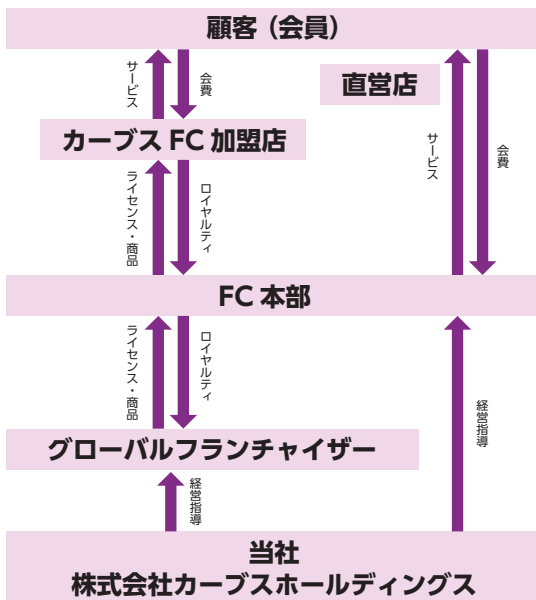 顧客（会員）
サービス
会費
直営店
カーブス FC 加盟店
サービス
会費
ライセンス・商品
ロイヤルティ
FC 本部
ライセンス・商品
ロイヤルティ
経営指導
グローバルフランチャイザー
経営指導
当社
株式会社カーブスホールディングス